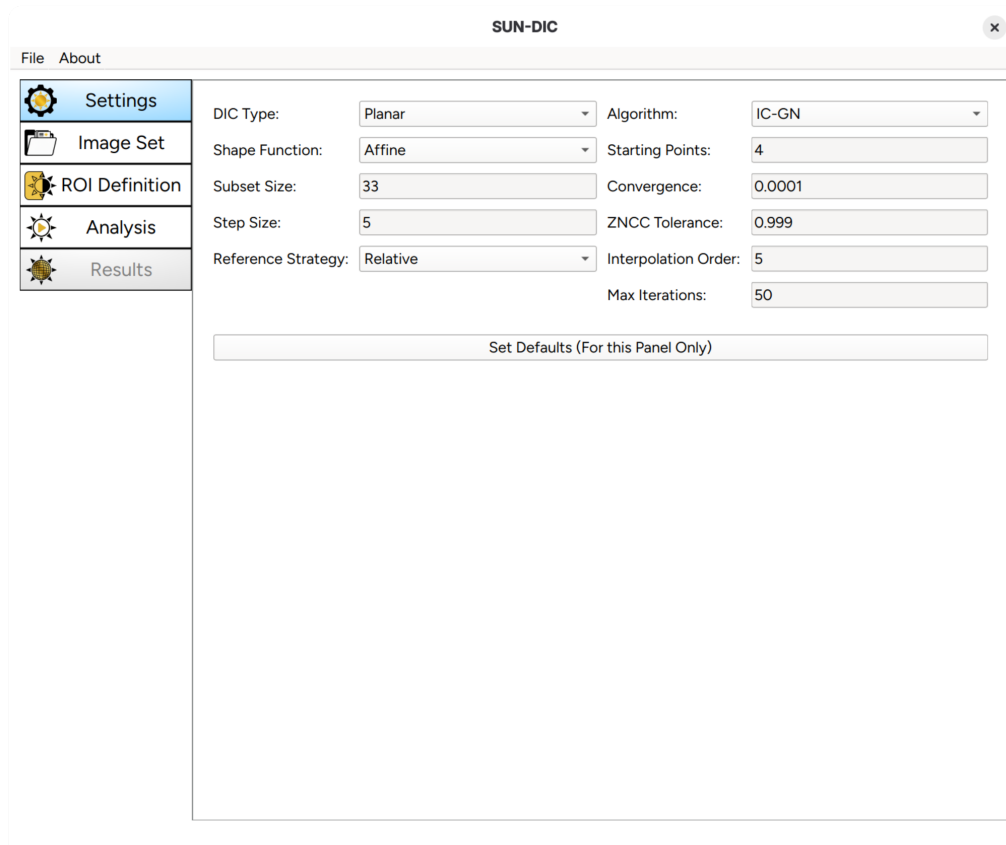 SUN-DIC
File About
Settings
Image Set
ROI Definition
Analysis
Results
DIC Type: Planar Algorithm: IC-GN
Shape Function: Affine Starting Points: 4
Subset Size: 33 Convergence: 0.0001
Step Size: 5 ZNCC Tolerance: 0.999
Reference Strategy: Relative Interpolation Order: 5
Max Iterations: 50
Set Defaults (For this Panel Only)